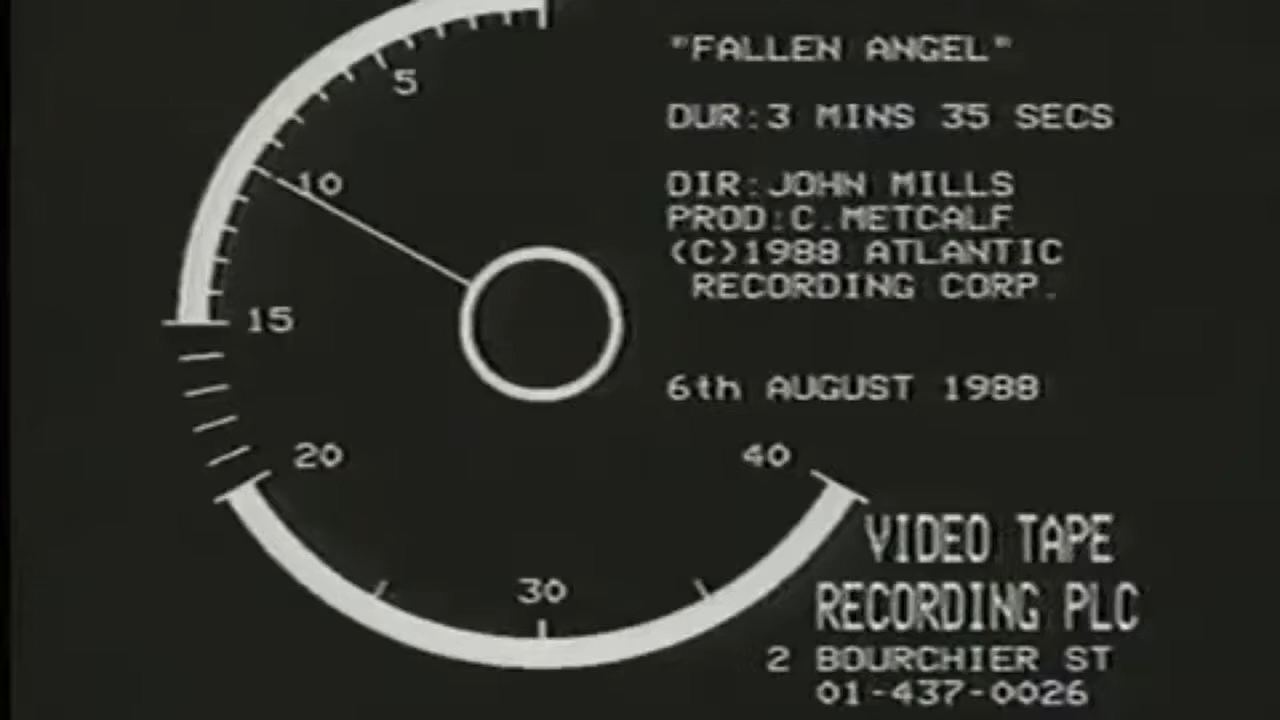 "FALLEN ANGEL"
DUR:3 MINS 35 SECS
DIR:JOHN MILLS
PROD:C.METCALF
(C)1988 ATLANTIC
RECORDING CORP.
6th AUGUST 1988
5
10
15
20
30
40
VIDEO TAPE
RECORDING PLC
2 BOURCHIER ST
01-437-0026